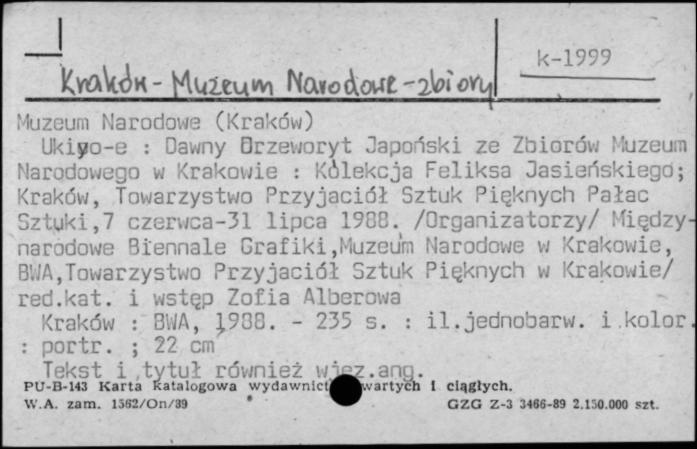 k-1999
Kraków - Muzeum Narodowe - zbiory
Muzeum Narodowe (Kraków)
Ukiyo-e : Dawny Drzeworyt Japoński ze Zbiorów Muzeum
Narodowego w Krakowie : Kolekcja Feliksa Jasieńskiego;
Kraków, Towarzystwo Przyjaciół Sztuk Pięknych Pałac
Sztuki,7 czerwca-31 lipca 1988. /Organizatorzy/ Między-
narodowe Biennale Grafiki,Muzeum Narodowe w Krakowie,
BWA,Towarzystwo Przyjaciół Sztuk Pięknych w Krakowie/
red.kat. i wstęp Zofia Alberowa
Kraków : BWA, 1988. - 235 s. : il.jednobarw. i kolor.
: portr. ; 22 cm
Tekst i tytuł również w jęz.ang.
PU-B-143 Karta katalogowa wydawnict wartych i ciągłych.
W.A. zam. 1562/On/89 GZG Z-3 3466-89 2.150.000 szt.